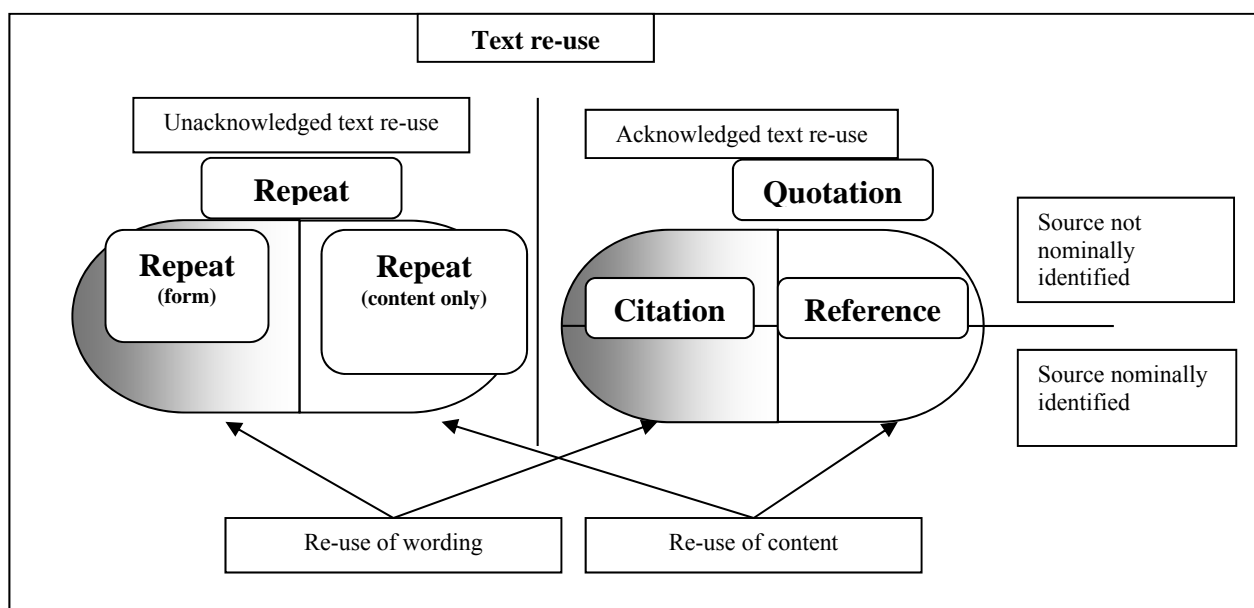 Text re-use
Unacknowledged text re-use
Acknowledged text re-use
Repeat
Quotation
Repeat
(form)
Repeat
(content only)
Citation
Reference
Source not
nominally
identified
Source nominally
identified
Re-use of wording
Re-use of content